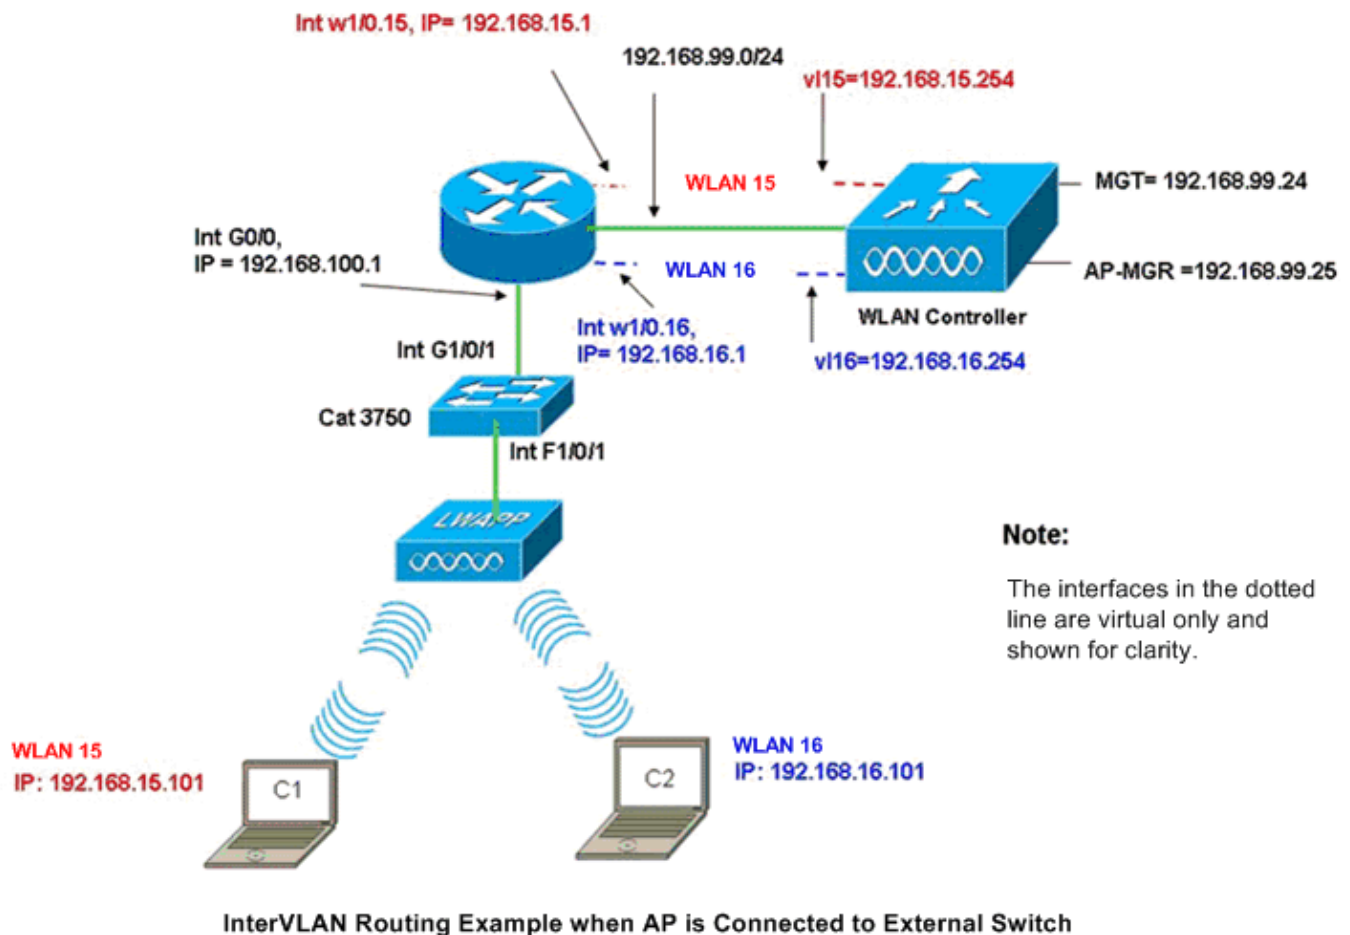 Int w1/0.15, IP= 192.168.15.1
192.168.99.0/24
vl15=192.168.15.254
WLAN 15
MGT= 192.168.99.24
Int G0/0,
IP = 192.168.100.1
WLAN 16
AP-MGR =192.168.99.25
WLAN Controller
Int w1/0.16,
IP= 192.168.16.1
vl16=192.168.16.254
Int G1/0/1
Cat 3750
Int F1/0/1
LWAPP
Note:
The interfaces in the dotted
line are virtual only and
shown for clarity.
WLAN 15
IP: 192.168.15.101
C1
WLAN 16
IP: 192.168.16.101
C2
InterVLAN Routing Example when AP is Connected to External Switch